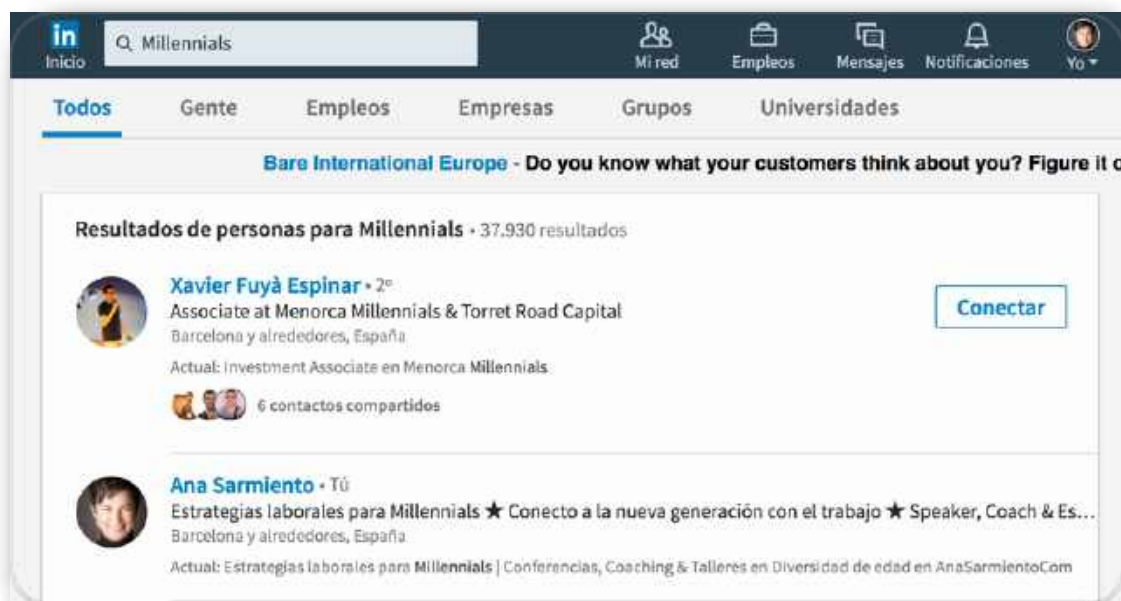 in
Inicio
Millennials
Mi red
Empleos
Mensajes
Notificaciones
Yo
Todos Gente Empleos Empresas Grupos Universidades
Bare International Europe - Do you know what your customers think about you? Figure it
Resultados de personas para Millennials • 37.930 resultados
Xavier Fuyà Espinar • 2º
Associate at Menorca Millennials & Torret Road Capital
Barcelona y alrededores, España
Actual: Investment Associate en Menorca Millennials
6 contactos compartidos
Conectar
Ana Sarmiento • Tú
Estrategias laborales para Millennials ★ Conecto a la nueva generación con el trabajo ★ Speaker, Coach & Es...
Barcelona y alrededores, España
Actual: Estrategias laborales para Millennials | Conferencias, Coaching & Talleres en Diversidad de edad en AnaSarmientoCom